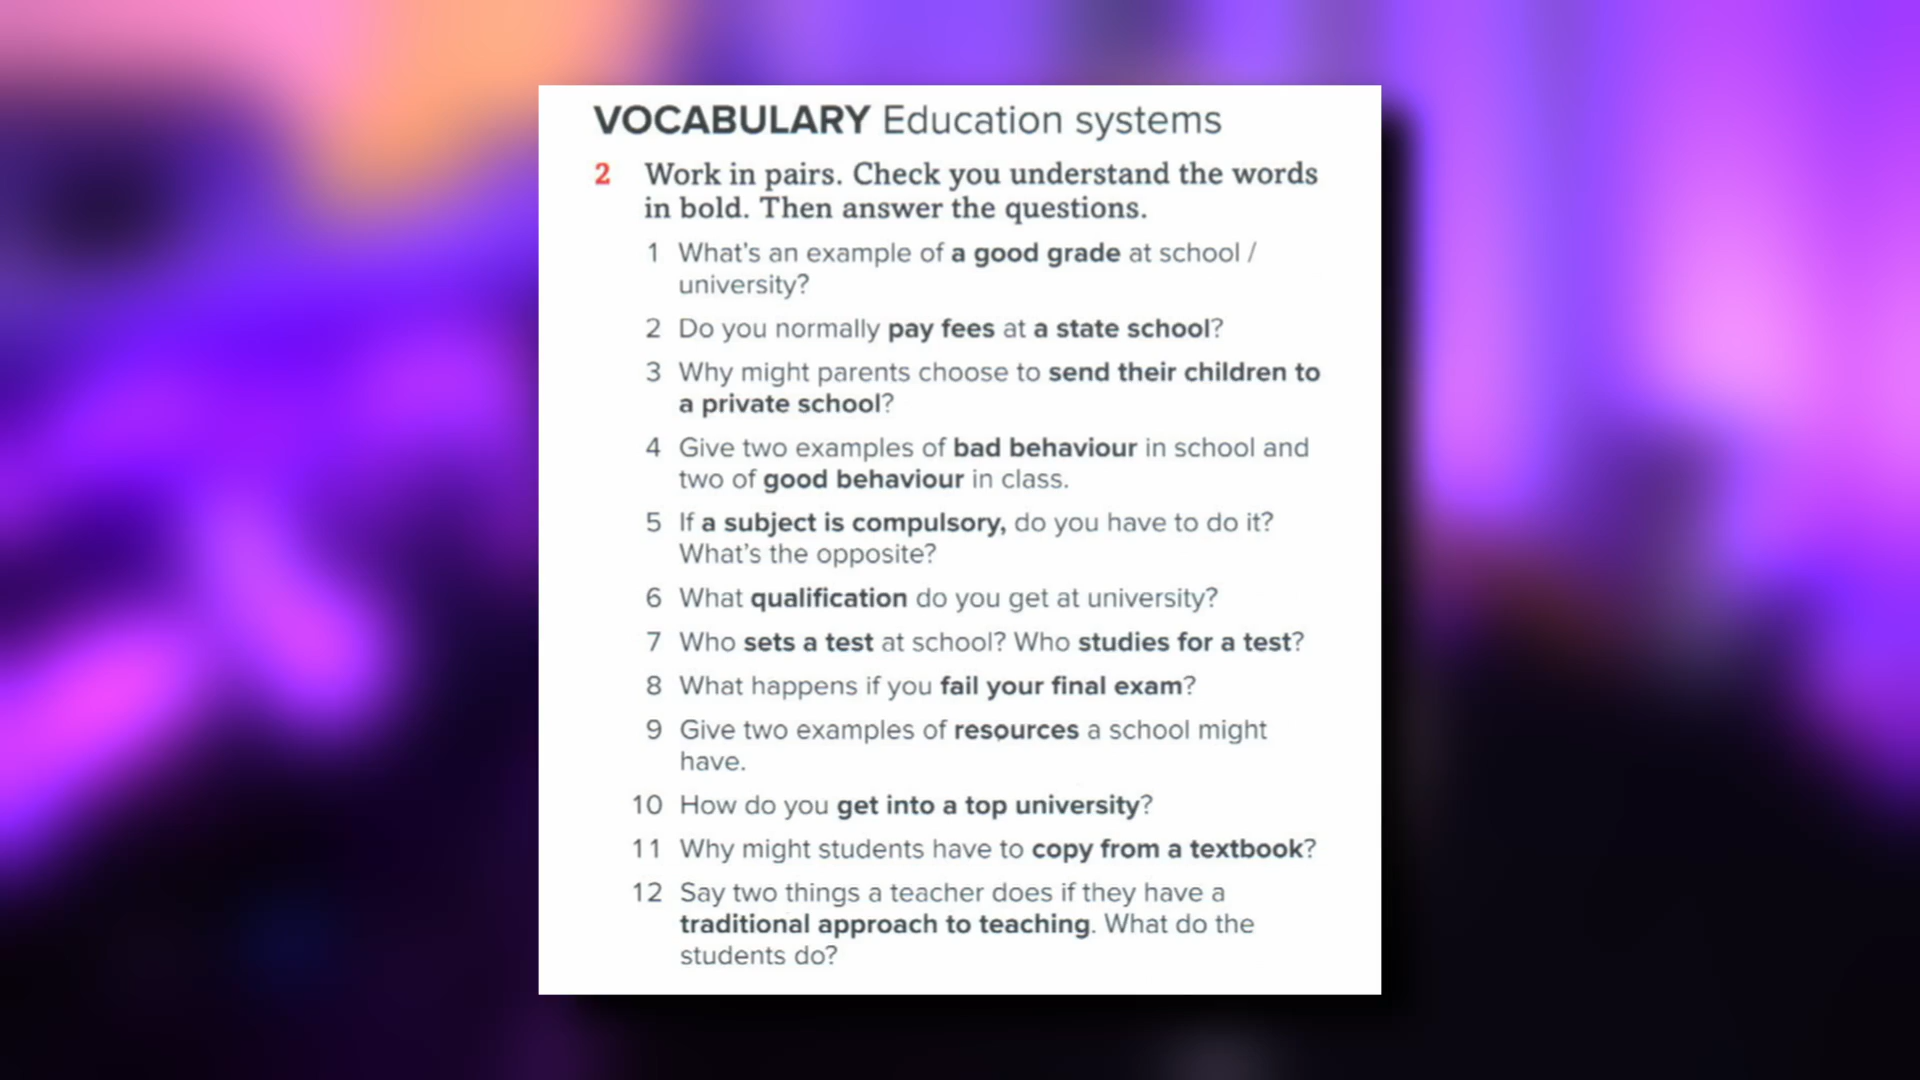 VOCABULARY Education systems
2 Work in pairs. Check you understand the words
in bold. Then answer the questions.
1 What's an example of a good grade at school /
university?
2 Do you normally pay fees at a state school?
3 Why might parents choose to send their children to
a private school?
4 Give two examples of bad behaviour in school and
two of good behaviour in class.
5 If a subject is compulsory, do you have to do it?
What's the opposite?
6 What qualification do you get at university?
7 Who sets a test at school? Who studies for a test?
8 What happens if you fail your final exam?
9 Give two examples of resources a school might
have.
10 How do you get into a top university?
11 Why might students have to copy from a textbook?
12 Say two things a teacher does if they have a
traditional approach to teaching. What do the
students do?